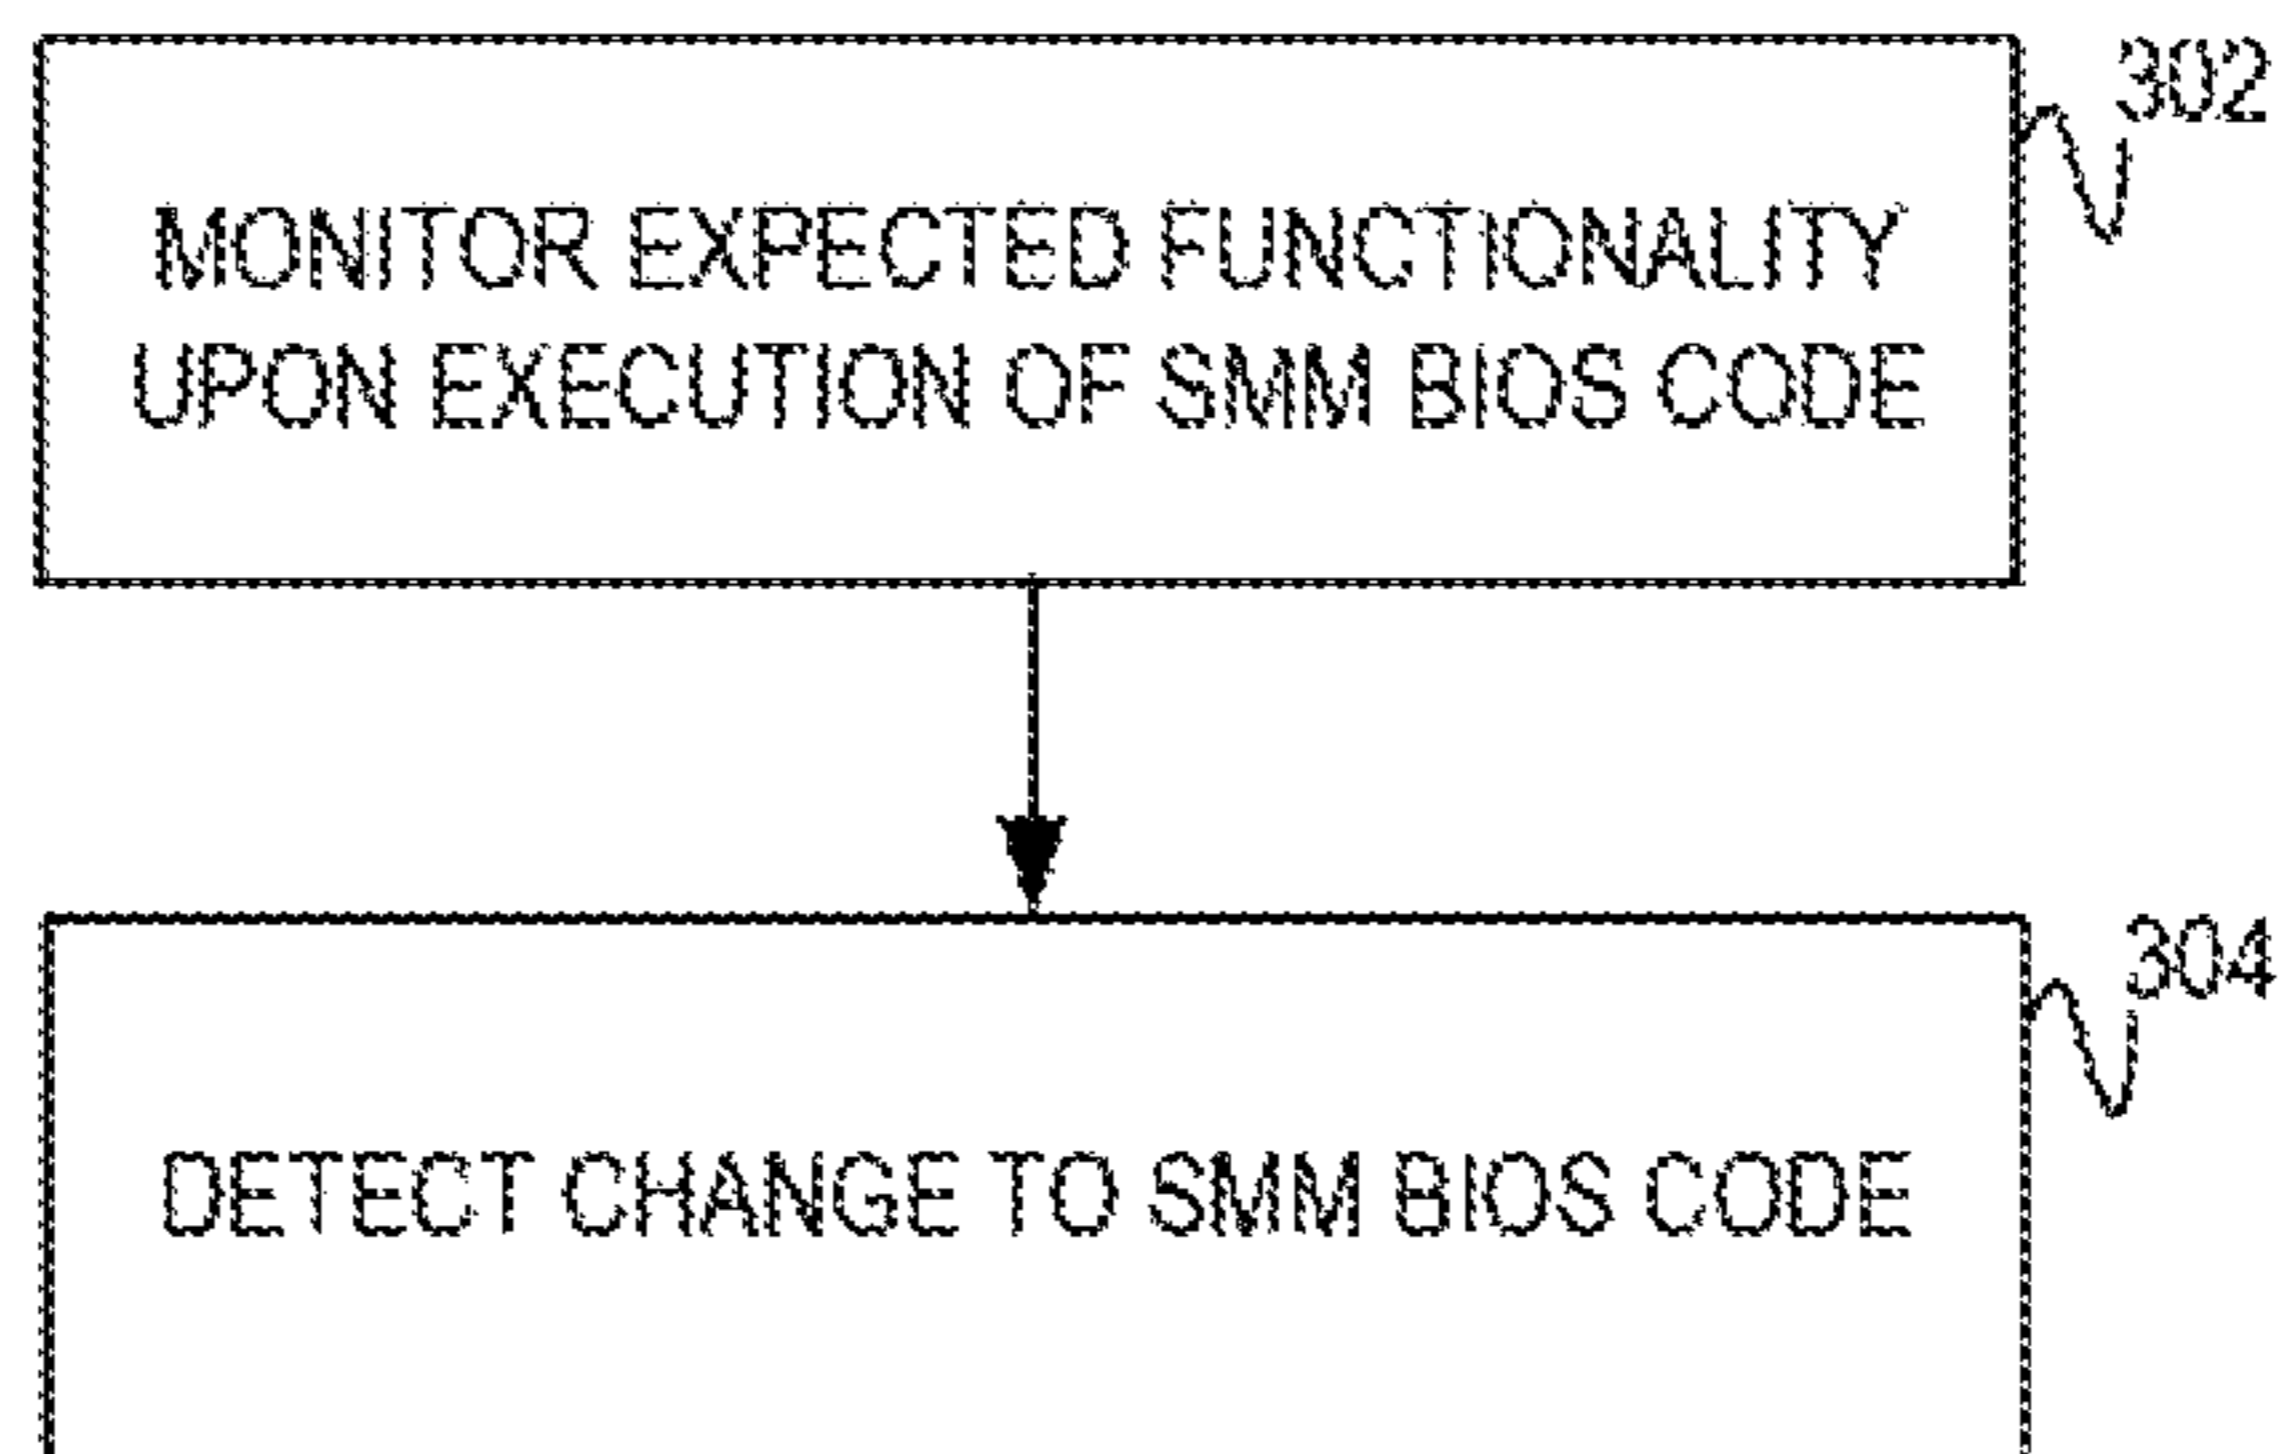 302
MONITOR EXPECTED FUNCTIONALITY
UPON EXECUTION OF SMM BIOS CODE
304
DETECT CHANGE TO SMM BIOS CODE